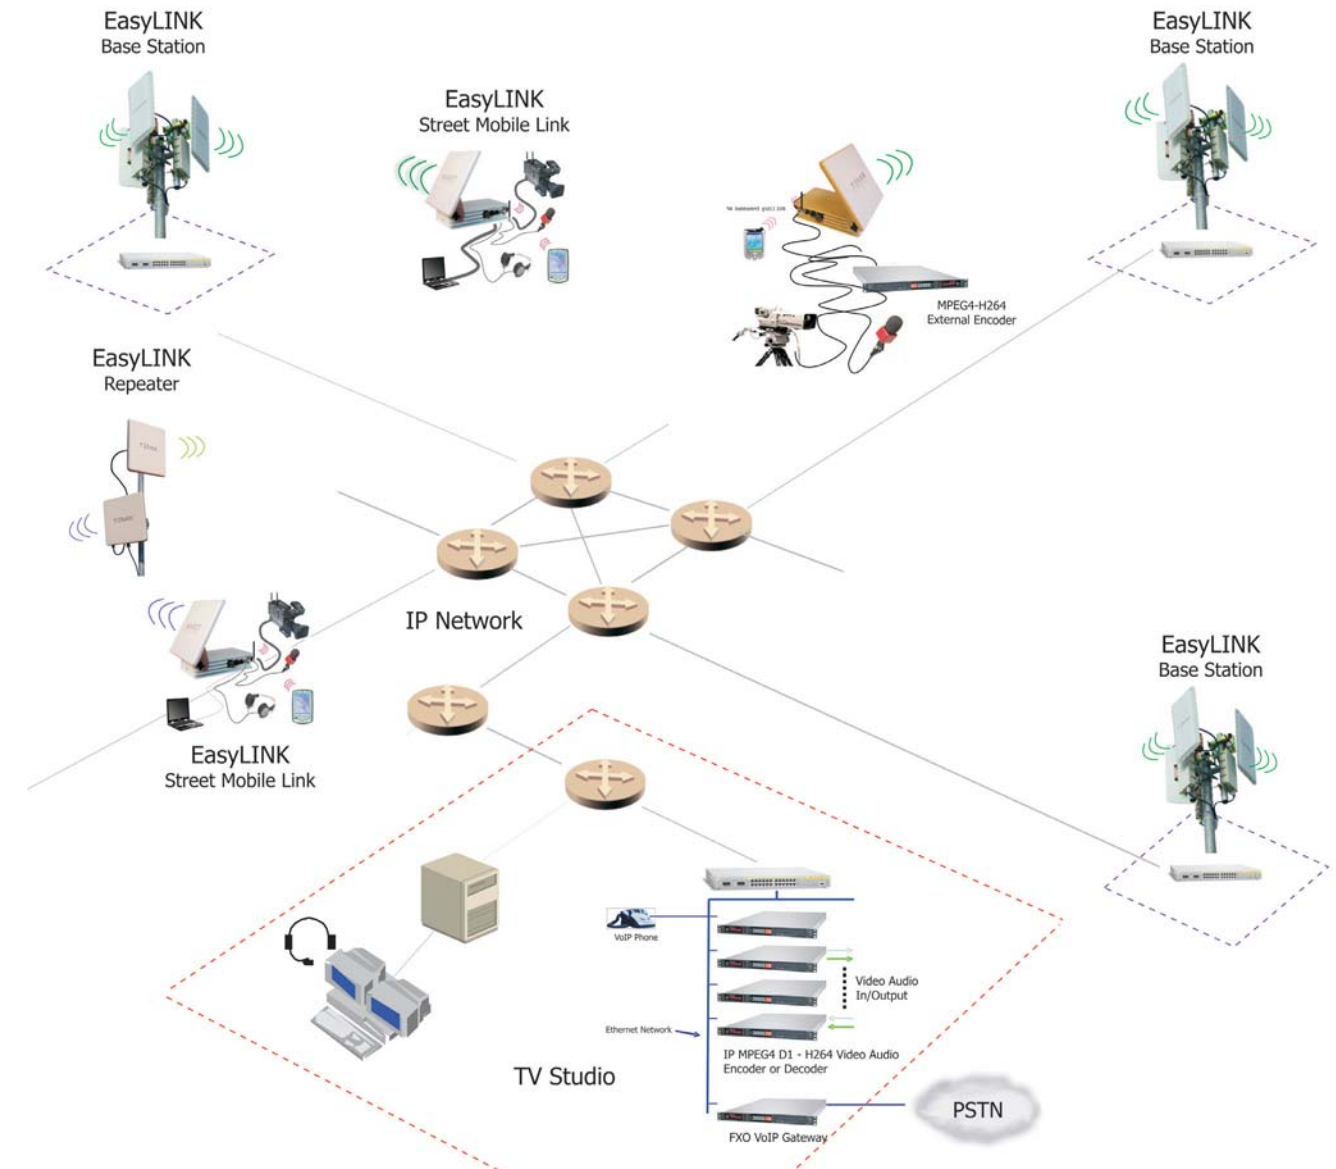 EasyLINK
Base Station
EasyLINK
Base Station
EasyLINK
Street Mobile Link
MPEG4-H264
External Encoder
EasyLINK
Repeater
IP Network
EasyLINK
Street Mobile Link
EasyLINK
Base Station
VoIP Phone
Video Audio
In/Output
Ethernet Network
IP MPEG4 D1 - H264 Video Audio
Encoder or Decoder
TV Studio
PSTN
FXO VoIP Gateway